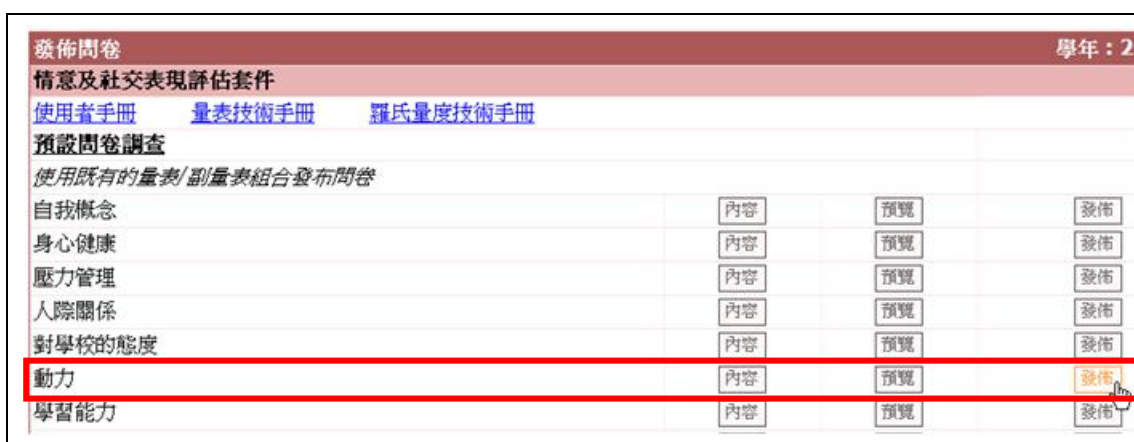 發佈問卷 學年：2
情意及社交表現評估套件
使用者手冊 量表技術手冊 羅氏量度技術手冊
預設問卷調查
使用既有的量表/副量表組合發布問卷
自我概念 內容 預覽 發佈
身心健康 內容 預覽 發佈
壓力管理 內容 預覽 發佈
人際關係 內容 預覽 發佈
對學校的態度 內容 預覽 發佈
動力 內容 預覽 發佈
學習能力 內容 預覽 發佈